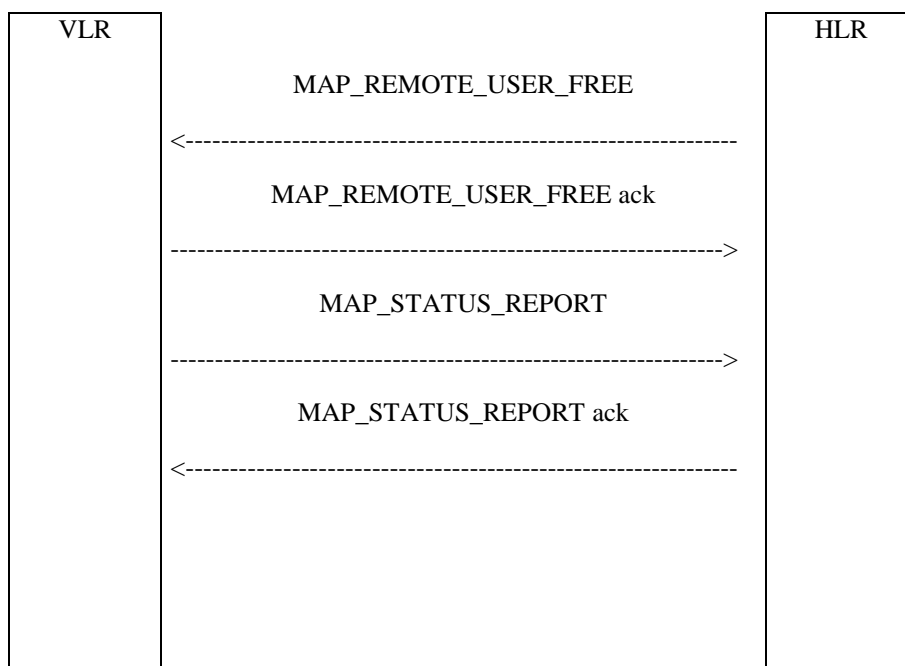 VLR HLR
MAP_REMOTE_USER_FREE
<--------------------------------------------------------------
MAP_REMOTE_USER_FREE ack
-------------------------------------------------------------->
MAP_STATUS_REPORT
-------------------------------------------------------------->
MAP_STATUS_REPORT ack
<--------------------------------------------------------------